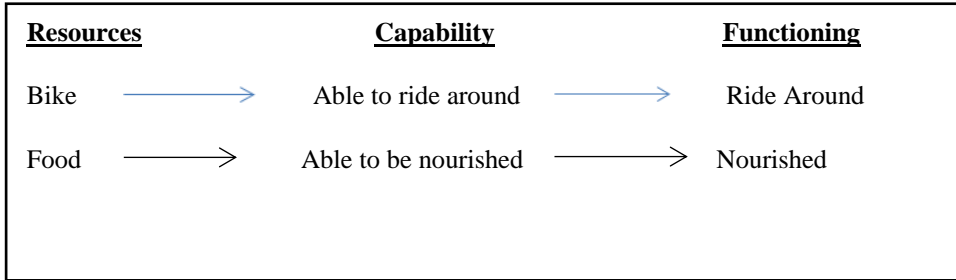 Resources Capability Functioning
Bike Able to ride around Ride Around
Food Able to be nourished Nourished